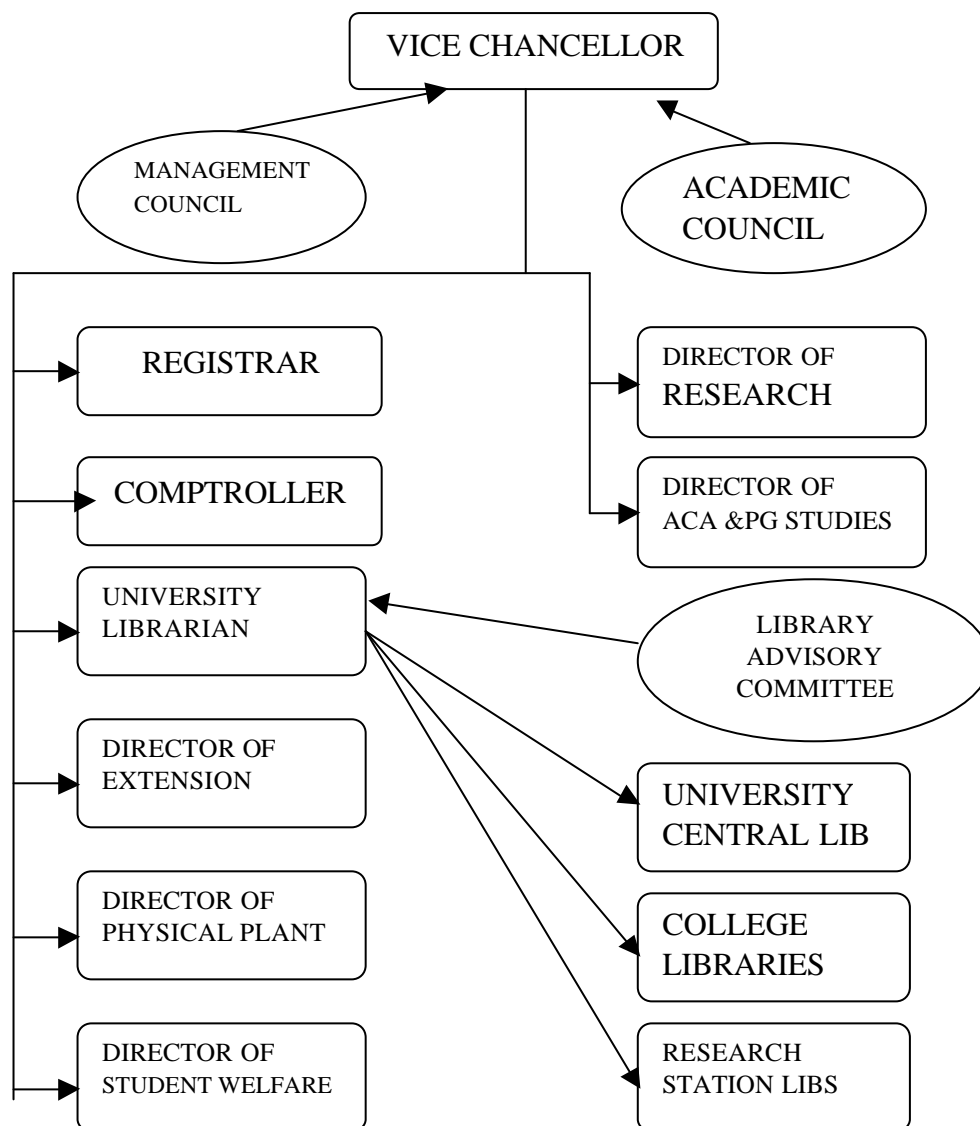 VICE CHANCELLOR
MANAGEMENT
COUNCIL
ACADEMIC
COUNCIL
REGISTRAR
DIRECTOR OF
RESEARCH
COMPTROLLER
DIRECTOR OF
ACA &PG STUDIES
UNIVERSITY
LIBRARIAN
LIBRARY
ADVISORY
COMMITTEE
DIRECTOR OF
EXTENSION
UNIVERSITY
CENTRAL LIB
DIRECTOR OF
PHYSICAL PLANT
COLLEGE
LIBRARIES
DIRECTOR OF
STUDENT WELFARE
RESEARCH
STATION LIBS